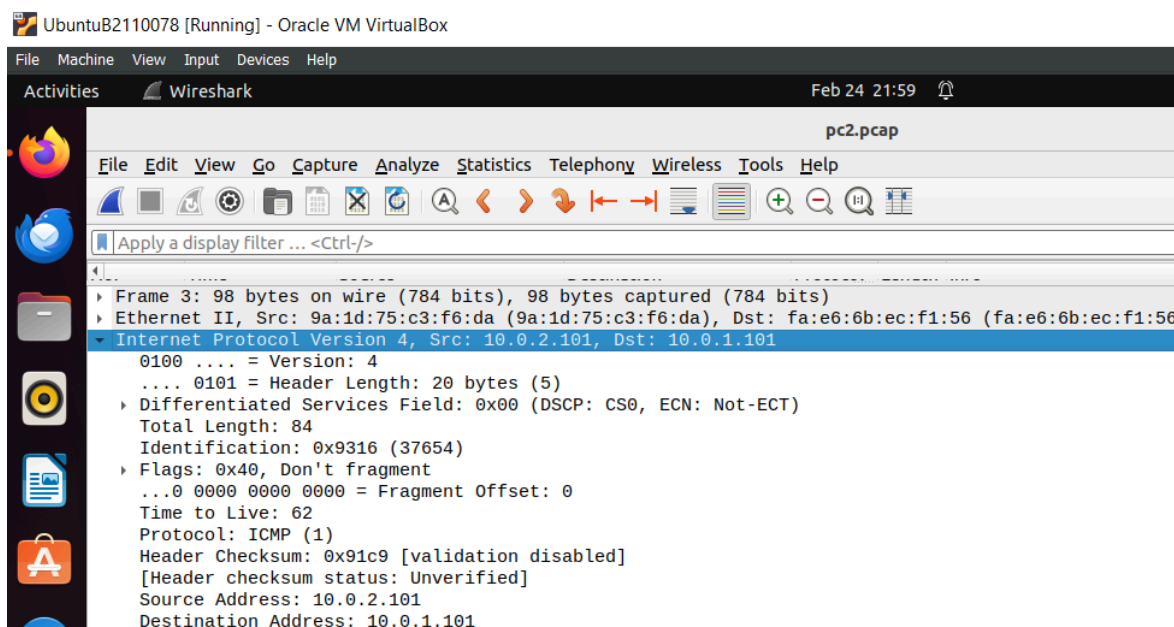 UbuntuB2110078 [Running] - Oracle VM VirtualBox
File Machine View Input Devices Help
Activities Wireshark Feb 24 21:59
pc2.pcap
File Edit View Go Capture Analyze Statistics Telephony Wireless Tools Help
Apply a display filter … <Ctrl-/>
Frame 3: 98 bytes on wire (784 bits), 98 bytes captured (784 bits)
Ethernet II, Src: 9a:1d:75:c3:f6:da (9a:1d:75:c3:f6:da), Dst: fa:e6:6b:ec:f1:56 (fa:e6:6b:ec:f1:56
Internet Protocol Version 4, Src: 10.0.2.101, Dst: 10.0.1.101
0100 .... = Version: 4
.... 0101 = Header Length: 20 bytes (5)
Differentiated Services Field: 0x00 (DSCP: CS0, ECN: Not-ECT)
Total Length: 84
Identification: 0x9316 (37654)
Flags: 0x40, Don't fragment
...0 0000 0000 0000 = Fragment Offset: 0
Time to Live: 62
Protocol: ICMP (1)
Header Checksum: 0x91c9 [validation disabled]
[Header checksum status: Unverified]
Source Address: 10.0.2.101
Destination Address: 10.0.1.101